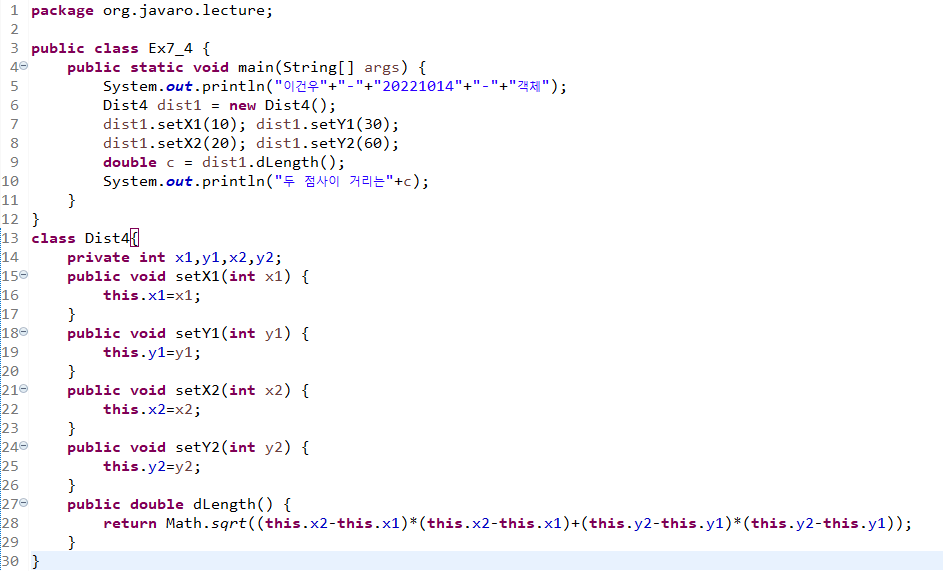 1 package org.javaro.lecture;
2
3 public class Ex7_4 {
4 public static void main(String[] args) {
5 System.out.println("이건우"+"-"+"20221014"+"-"+"객체");
6 Dist4 dist1 = new Dist4();
7 dist1.setX1(10); dist1.setY1(30);
8 dist1.setX2(20); dist1.setY2(60);
9 double c = dist1.dLength();
10 System.out.println("두 점사이 거리는"+c);
11 }
12 }
13 class Dist4{
14 private int x1,y1,x2,y2;
15 public void setX1(int x1) {
16 this.x1=x1;
17 }
18 public void setY1(int y1) {
19 this.y1=y1;
20 }
21 public void setX2(int x2) {
22 this.x2=x2;
23 }
24 public void setY2(int y2) {
25 this.y2=y2;
26 }
27 public double dLength() {
28 return Math.sqrt((this.x2-this.x1)*(this.x2-this.x1)+(this.y2-this.y1)*(this.y2-this.y1));
29 }
30 }